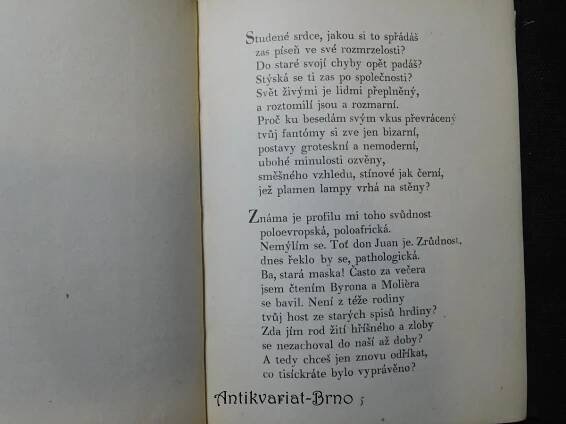 Studené srdce, jakou si to spřádáš
zas píseň ve své rozmrzelosti?
Do staré svojí chyby opět padáš?
Stýská se ti zas po společnosti?
Svět živými je lidmi přeplněný,
a roztomilí jsou a rozmarní.
Proč ku besedám svým vkus převrácený
tvůj fantómy si zve jen bizarní,
postavy groteskní a nemoderní,
ubohé minulosti ozvěny,
směšného vzhledu, stínové jak černí,
jež plamen lampy vrhá na stěny?
Známa je profilu mi toho svůdnost
poloevropská, poloafrická.
Nemýlím se. Toť don Juan je. Zrůdnost,
dnes řeklo by se, pathologická.
Ba, stará maska! Často za večera
jsem čtením Byrona a Molièra
se bavil. Není z téže rodiny
tvůj host ze starých spisů hrdiny?
Zda jím rod žití hříšného a zloby
se nezachoval do naší až doby?
A tedy chceš jen znovu odříkat,
co tisíckráte bylo vyprávěno?
Antikvariat-Brno 5